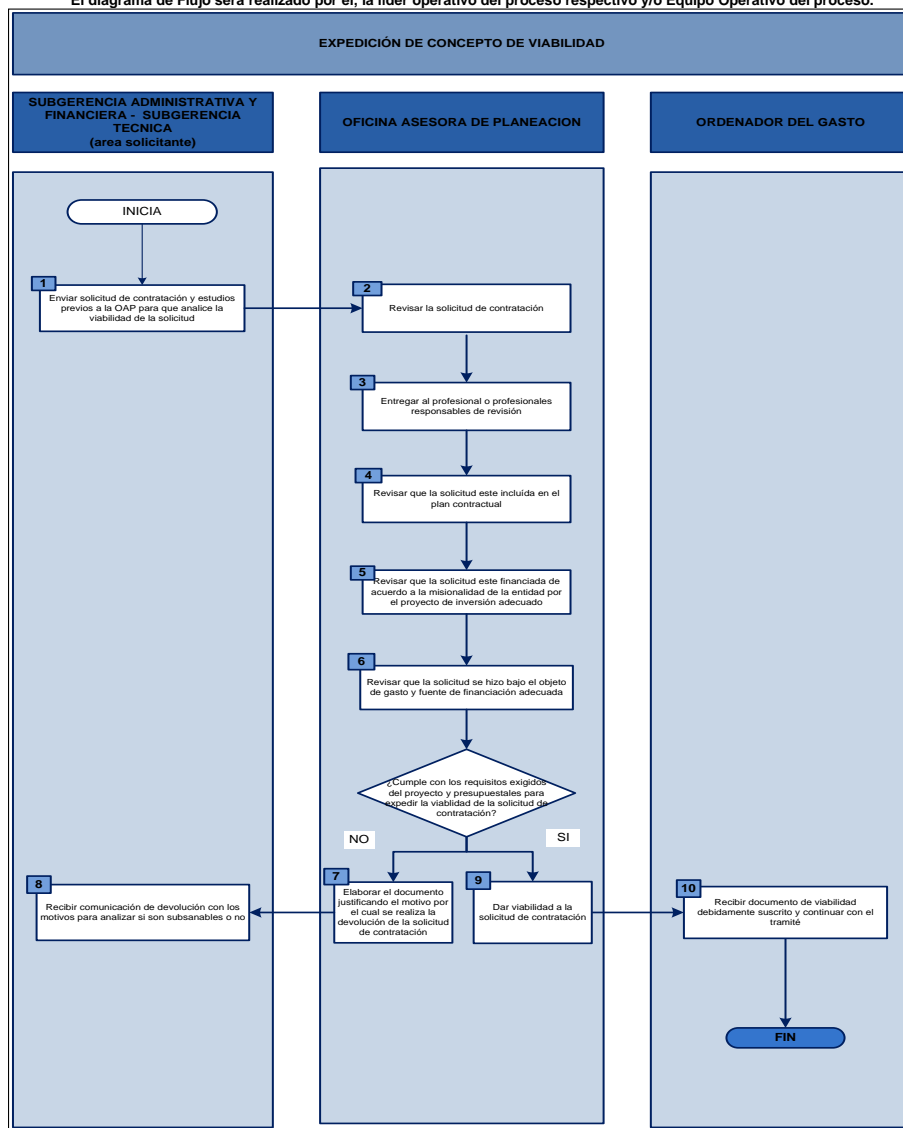 El diagrama de Flujo será realizado por el, la líder operativo del proceso respectivo y/o Equipo Operativo del proceso.
EXPEDICIÓN DE CONCEPTO DE VIABILIDAD
SUBGERENCIA ADMINISTRATIVA Y
FINANCIERA - SUBGERENCIA
TECNICA
(area solicitante)
OFICINA ASESORA DE PLANEACION
ORDENADOR DEL GASTO
INICIA
1
Enviar solicitud de contratación y estudios
previos a la OAP para que analice la
viabilidad de la solicitud
2
Revisar la solicitud de contratación
3
Entregar al profesional o profesionales
responsables de revisión
4
Revisar que la solicitud este incluída en el
plan contractual
5
Revisar que la solicitud este financiada de
acuerdo a la misionalidad de la entidad por
el proyecto de inversión adecuado
6
Revisar que la solicitud se hizo bajo el objeto
de gasto y fuente de financiación adecuada
¿Cumple con los requisitos exigidos
del proyecto y presupuestales para
expedir la viablidad de la solicitud de
contratación?
NO
SI
7
Elaborar el documento
justificando el motivo por
el cual se realiza la
devolución de la solicitud
de contratación
8
Recibir comunicación de devolución con los
motivos para analizar si son subsanables o no
9
Dar viabilidad a la
solicitud de contratación
10
Recibir documento de viabilidad
debidamente suscrito y continuar con el
tramité
FIN